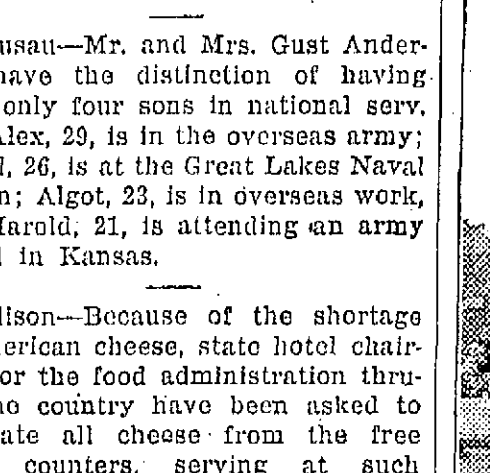 usau—Mr. and Mrs. Gust Ander-
have the distinction of having
only four sons in national serv.
Alex, 29, is in the overseas army;
l, 26, is at the Great Lakes Naval
n; Algot, 23, is in overseas work,
Harold, 21, is attending an army
l in Kansas.
lison—Because of the shortage
merican cheese, state hotel chair-
or the food administration thru-
he country have been asked to
ate all cheese from the free
counters, serving at such